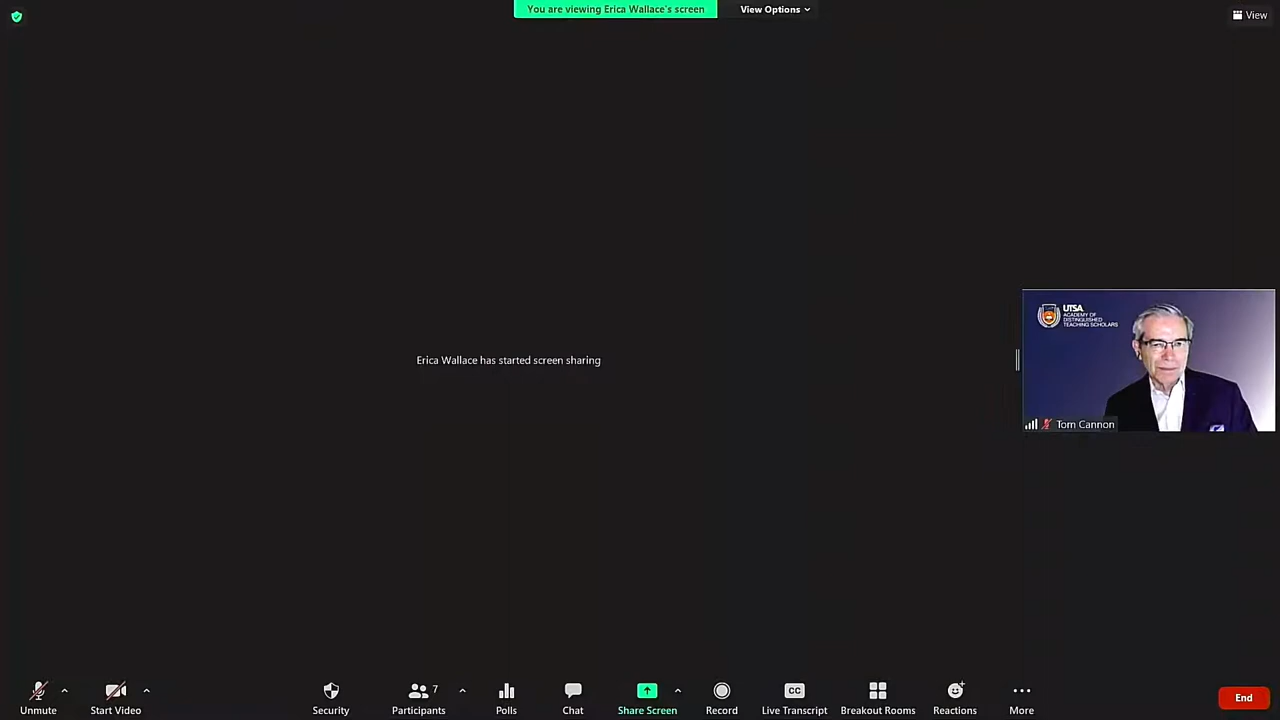 You are viewing Erica Wallace's screen
View Options
View
Erica Wallace has started screen sharing
UTSA
ACADEMY OF
DISTINGUISHED
TEACHING SCHOLARS
Tom Cannon
7
Unmute
Start Video
Security
Participants
Polls
Chat
Share Screen
Record
CC
Live Transcript
Breakout Rooms
Reactions
More
End